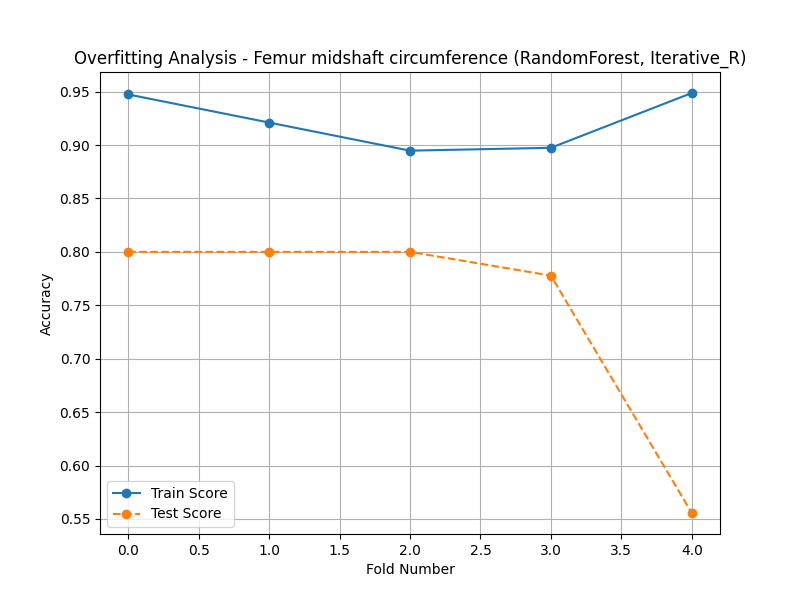 Overfitting Analysis - Femur midshaft circumference (RandomForest, Iterative_R)
0.95
0.90
0.85
0.80
0.75
0.70
0.65
0.60
0.55
Accuracy
Train Score
Test Score
0.0 0.5 1.0 1.5 2.0 2.5 3.0 3.5 4.0
Fold Number